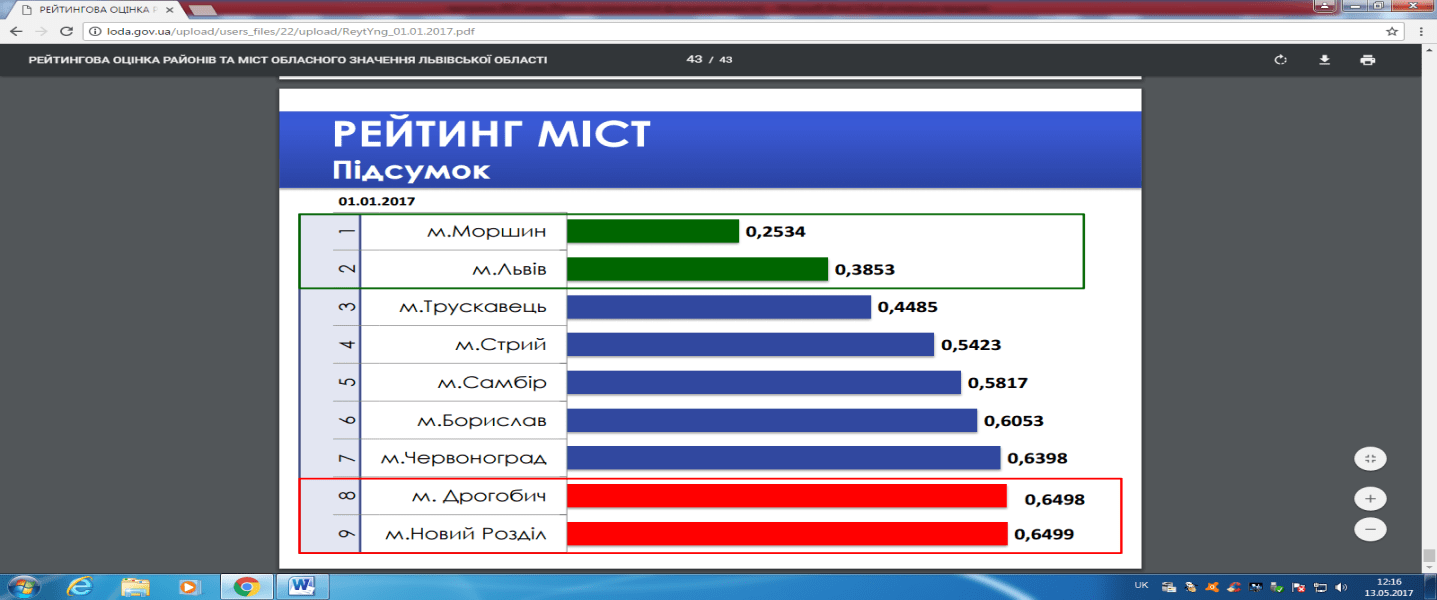 РЕЙТИНГОВА ОЦІНКА Р
loda.gov.ua/upload/users_files/22/upload/ReytYng_01.01.2017.pdf
РЕЙТИНГОВА ОЦІНКА РАЙОНІВ ТА МІСТ ОБЛАСНОГО ЗНАЧЕННЯ ЛЬВІВСЬКОЇ ОБЛАСТІ 43 / 43
РЕЙТИНГ МІСТ
Підсумок
01.01.2017
1 м.Моршин 0,2534
2 м.Львів 0,3853
3 м.Трускавець 0,4485
4 м.Стрий 0,5423
5 м.Самбір 0,5817
6 м.Борислав 0,6053
7 м.Червоноград 0,6398
8 м. Дрогобич 0,6498
9 м.Новий Розділ 0,6499
UK 12:16
13.05.2017